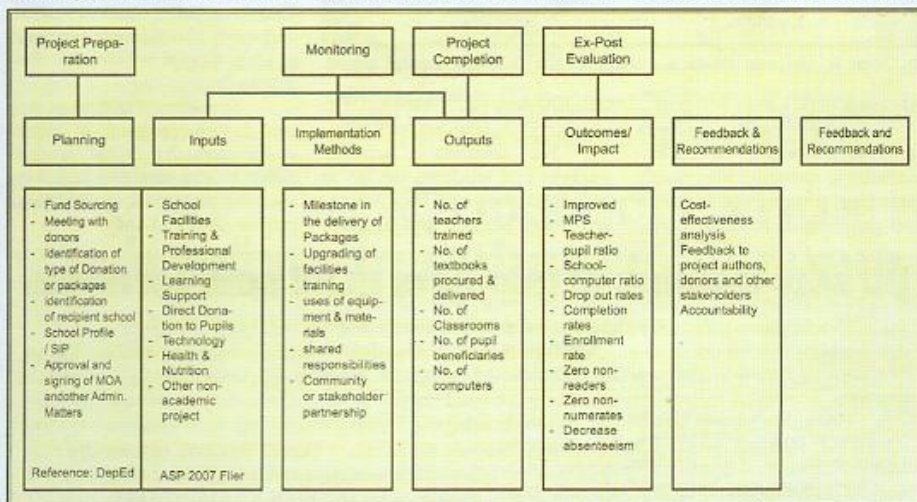 Project Prepa-
ration
Monitoring
Project
Completion
Ex-Post
Evaluation
Planning
Inputs
Implementation
Methods
Outputs
Outcomes/
Impact
Feedback &
Recommendations
Feedback and
Recommendations
- Fund Sourcing
- Meeting with
donors
- Identification of
type of Donation
or packages
- identification
of recipient school
- School Profile
/ SIP
- Approval and
signing of MOA
andother Admin.
Matters
Reference: DepEd
- School
Facilities
- Training &
Professional
Development
- Learning
Support
- Direct Dona-
tion to Pupils
- Technology
- Health &
Nutrition
- Other non-
academic
project
ASP 2007 Flier
- Milestone in
the delivery of
Packages
- Upgrading of
facilities
- training
- uses of equip-
ment & mate-
rials
- shared
responsibilities
- Community
or stakeholder
partnership
- No. of
teachers
trained
- No. of
textbooks
procured &
delivered
- No. of
Classrooms
- No. of pupil
beneficiaries
- No. of
computers
- Improved
- MPS
- Teacher-
pupil ratio
- School-
computer ratio
- Drop out rates
- Completion
rates
- Enrollment
rate
- Zero non-
readers
- Zero non-
numerates
- Decrease
absenteeism
Cost-
effectiveness
analysis
Feedback to
project authors,
donors and other
stakeholders
Accountability